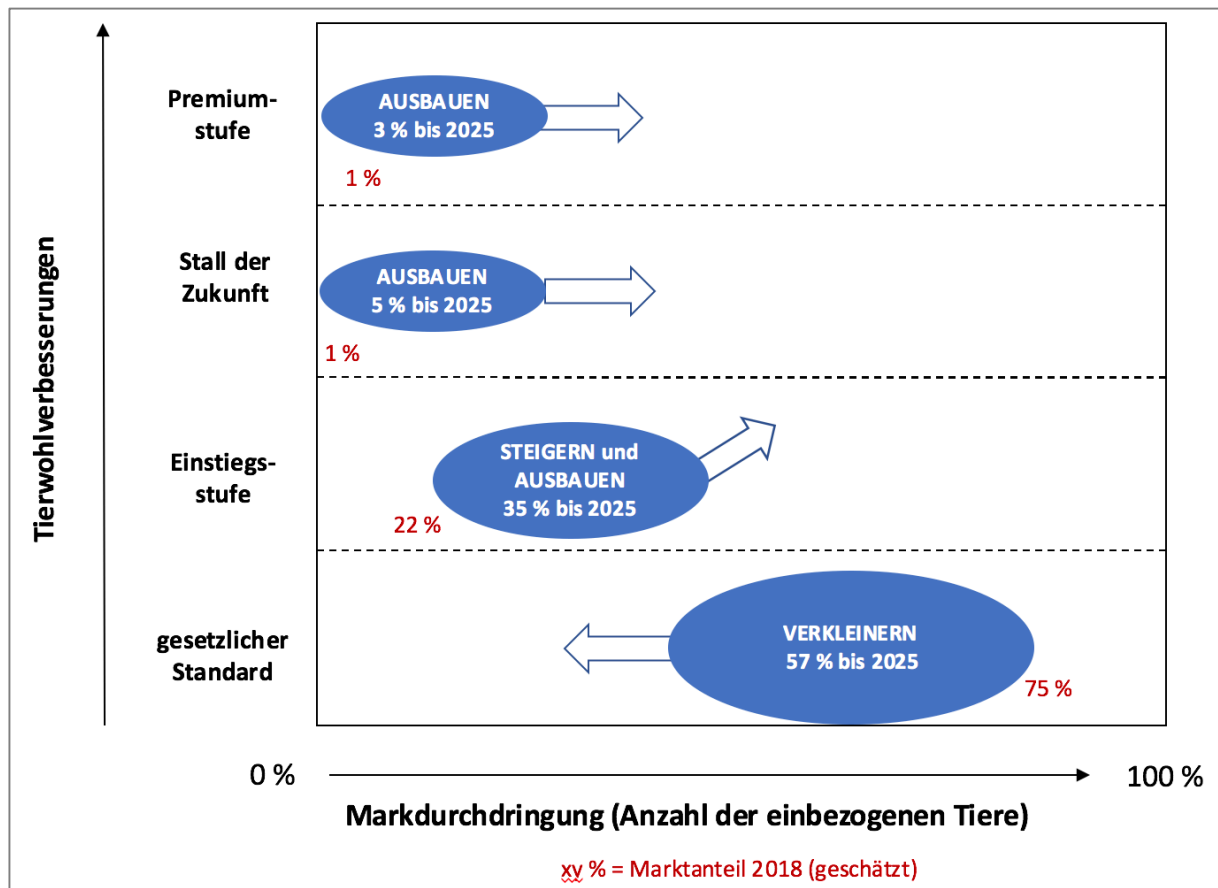 Tierwohlverbesserungen
Premium-
stufe
AUSBAUEN
3 % bis 2025
1 %
Stall der
Zukunft
AUSBAUEN
5 % bis 2025
1 %
Einstiegs-
stufe
STEIGERN und
AUSBAUEN
35 % bis 2025
22 %
gesetzlicher
Standard
VERKLEINERN
57 % bis 2025
75 %
0 %
100 %
Markdurchdringung (Anzahl der einbezogenen Tiere)
xy % = Marktanteil 2018 (geschätzt)